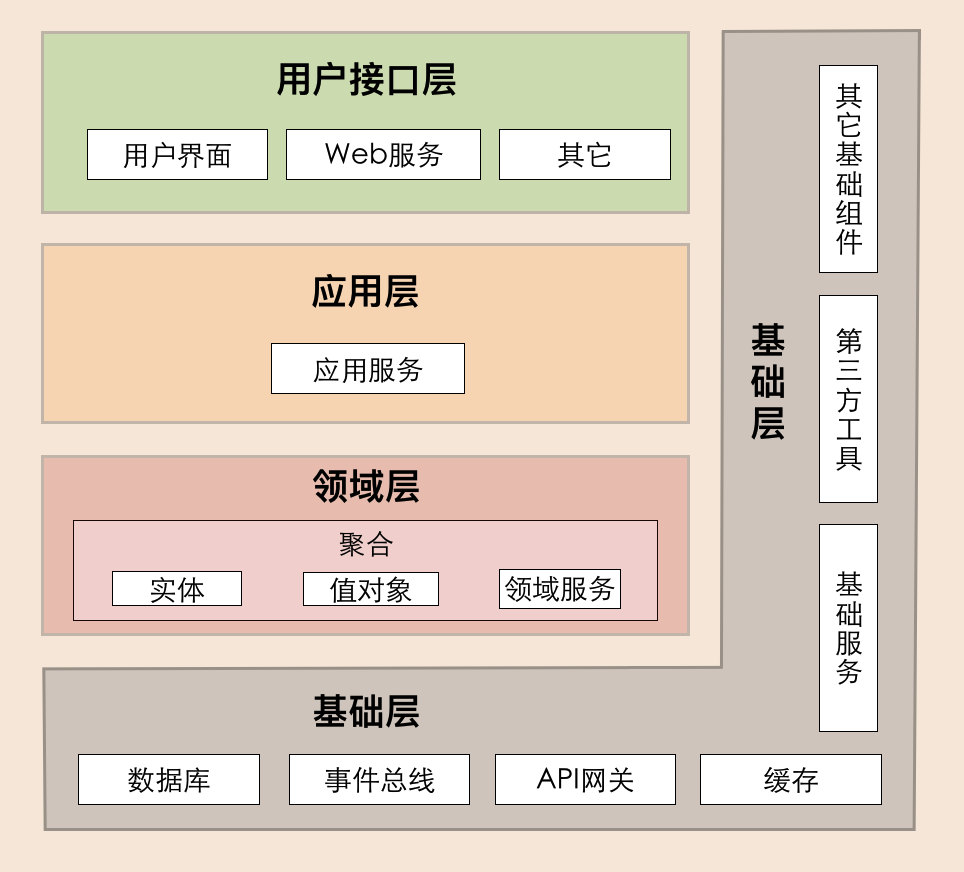 用户接口层
用户界面
Web服务
其它
应用层
应用服务
领域层
聚合
实体
值对象
领域服务
基础层
数据库
事件总线
API网关
缓存
基础层
其它基础组件
第三方工具
基础服务